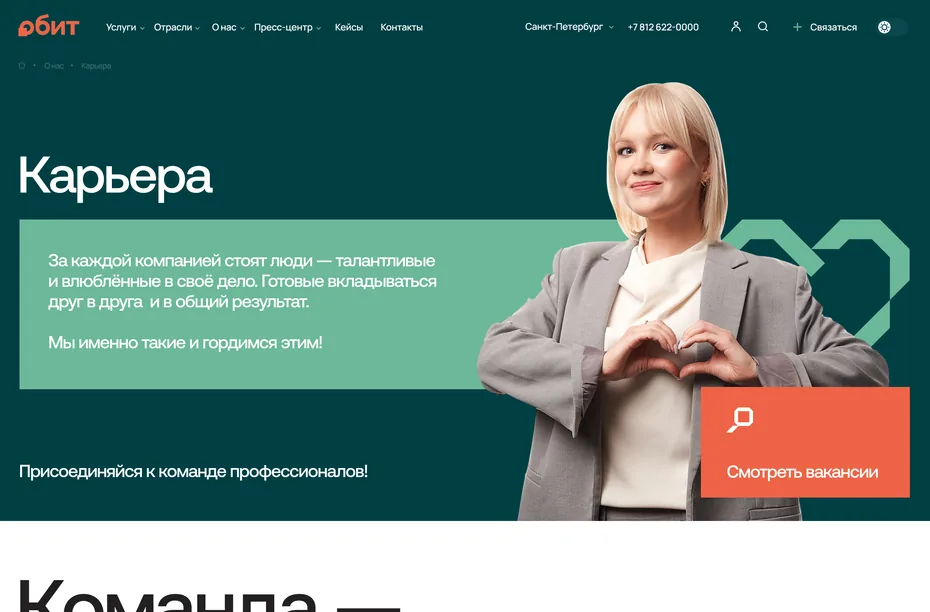 обит
Услуги Отрасли О нас Пресс-центр Кейсы Контакты Санкт-Петербург +7 812 622-0000 Связаться
О нас • Карьера
Карьера
За каждой компанией стоят люди — талантливые
и влюблённые в своё дело. Готовые вкладываться
друг в друга и в общий результат.
Мы именно такие и гордимся этим!
Присоединяйся к команде профессионалов!
Смотреть вакансии
Команда —